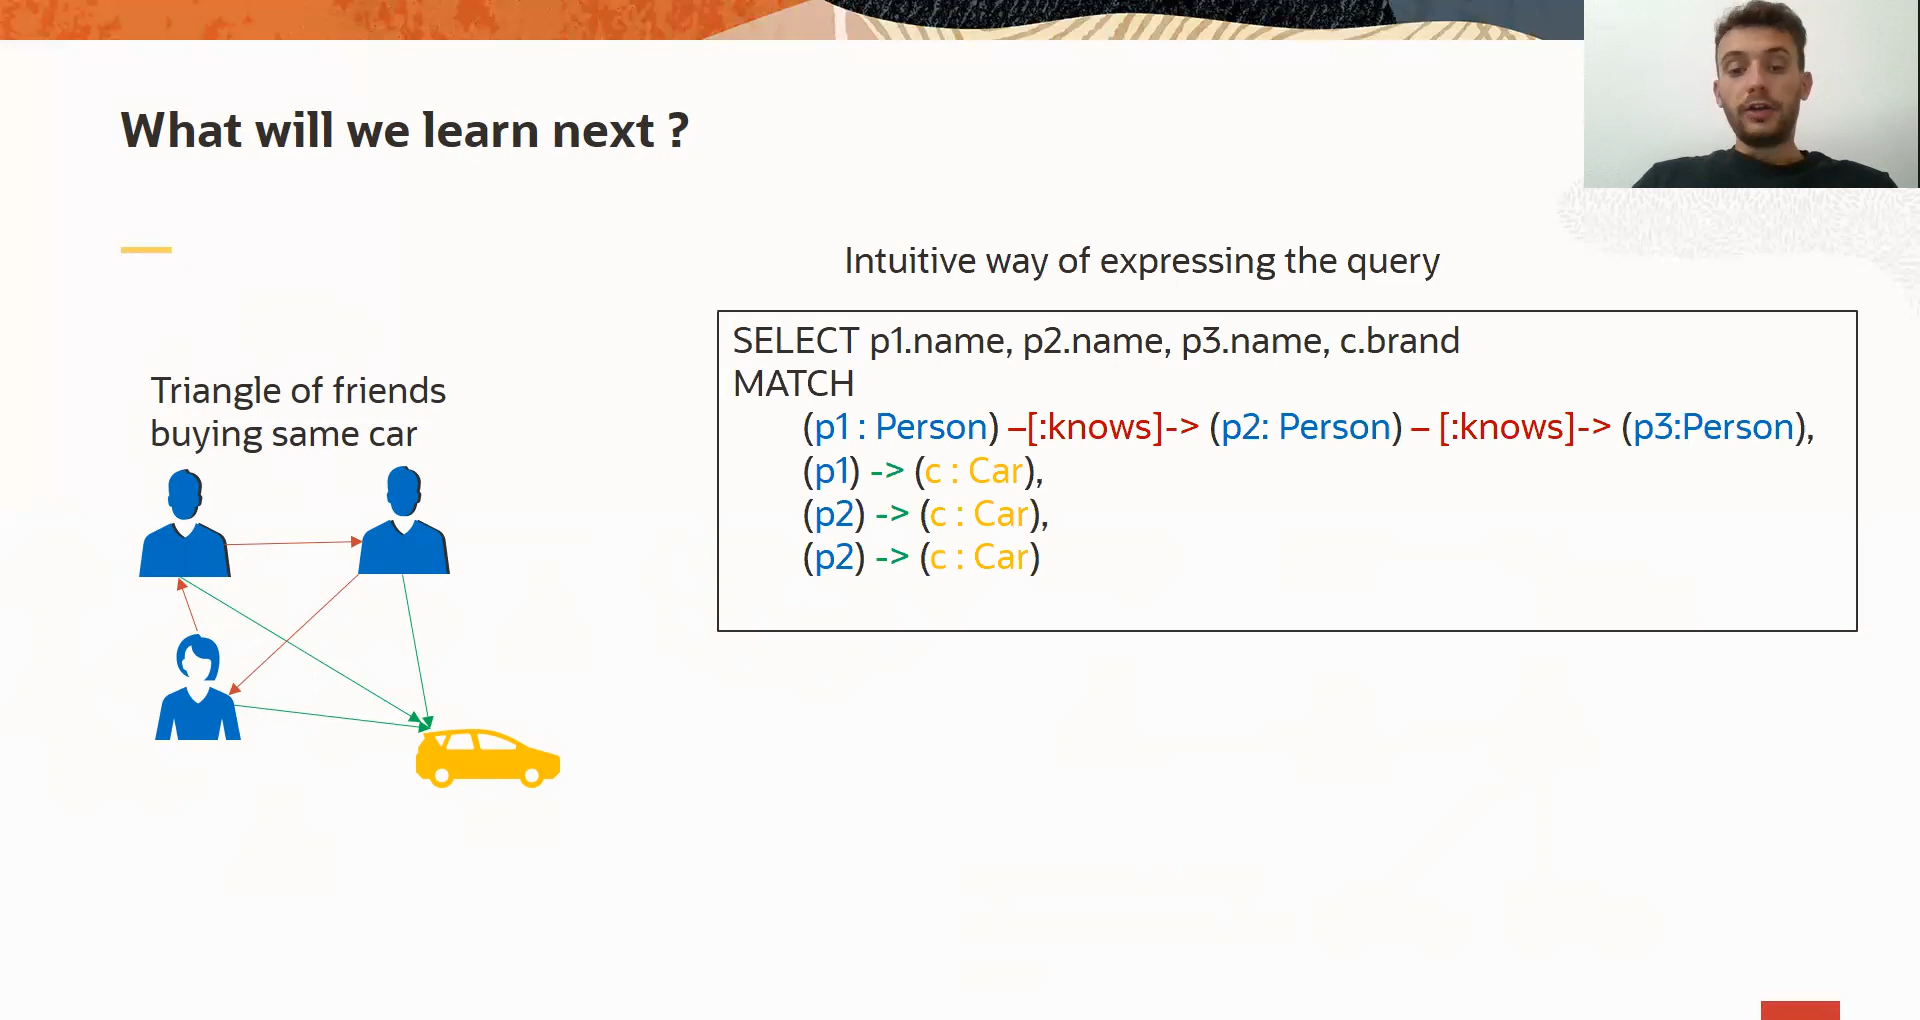 What will we learn next ?
Intuitive way of expressing the query
SELECT p1.name, p2.name, p3.name, c.brand
MATCH
(p1 : Person) –[:knows]-> (p2: Person) – [:knows]-> (p3:Person),
(p1) -> (c : Car),
(p2) -> (c : Car),
(p2) -> (c : Car)
Triangle of friends
buying same car